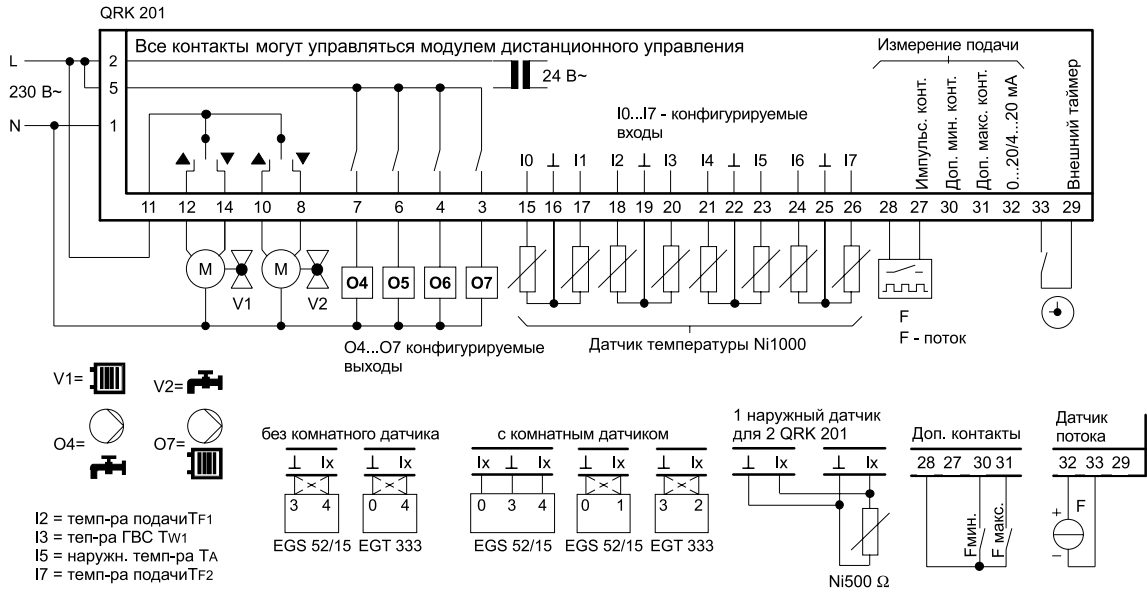 QRK 201
Все контакты могут управляться модулем дистанционного управления
Измерение подачи
L
2
24 В~
230 В~
5
I0...I7 - конфигурируемые
входы
N
1
Импульс. конт.
Доп. мин. конт.
Доп. макс. конт.
0...20/4...20 мА
Внешний таймер
I0 ⊥ I1 I2 ⊥ I3 I4 ⊥ I5 I6 ⊥ I7
11 12 14 10 8 7 6 4 3 15 16 17 18 19 20 21 22 23 24 25 26 28 27 30 31 32 33 29
M M
V1 V2
O4 O5 O6 O7
F
F - поток
Датчик температуры Ni1000
O4...O7 конфигурируемые
выходы
V1=
V2=
O4=
O7=
без комнатного датчика
⊥ Ix ⊥ Ix
x x
3 4 0 4
EGS 52/15 EGT 333
с комнатным датчиком
Ix ⊥ Ix ⊥ Ix ⊥ Ix
x x
0 3 4 0 1 3 2
EGS 52/15 EGS 52/15 EGT 333
1 наружный датчик
для 2 QRK 201
⊥ Ix ⊥ Ix
Ni500 Ω
Доп. контакты
28 27 30 31
Fмин.
F макс.
Датчик
потока
32 33 29
+
F
–
I2 = темп-ра подачиTF1
I3 = теп-ра ГВС TW1
I5 = наружн. темп-ра TA
I7 = темп-ра подачиTF2